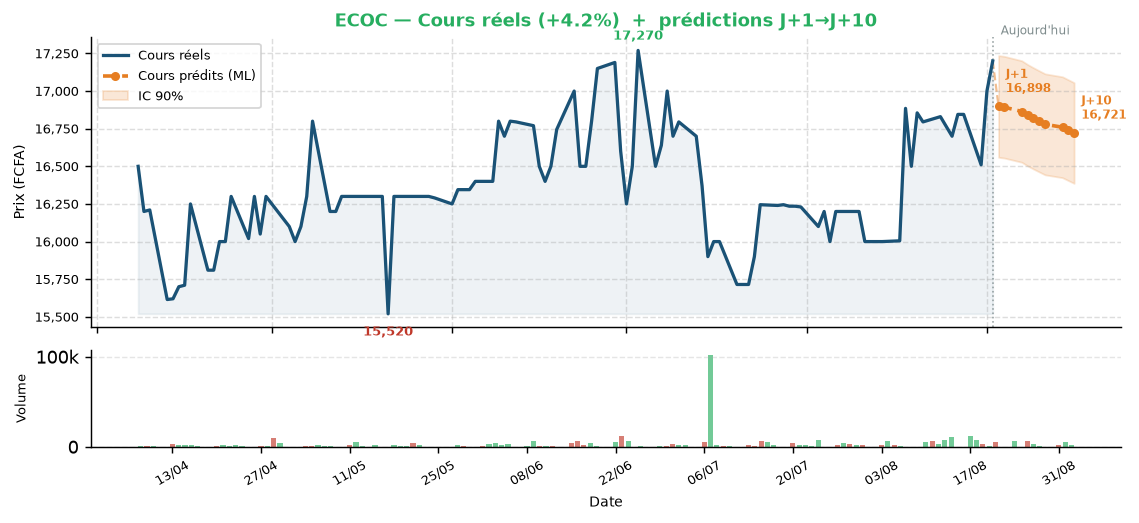 ECOC — Cours réels (+4.2%)  +  prédictions J+1→J+10
Aujourd'hui
17,270
Cours réels
Cours prédits (ML)
IC 90%
J+1
16,898
J+10
16,721
15,520
Prix (FCFA)
17,250
17,000
16,750
16,500
16,250
16,000
15,750
15,500
Volume
100k
0
13/04
27/04
11/05
25/05
08/06
22/06
06/07
20/07
03/08
17/08
31/08
Date